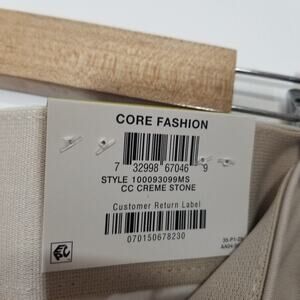 CORE FASHION
7 32998 67046 9
STYLE 100093099MS
CC CREME STONE
Customer Return Label
070150678230